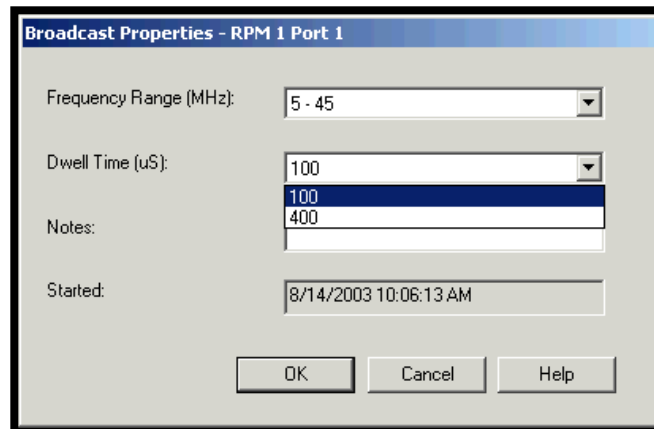 Broadcast Properties - RPM 1 Port 1
Frequency Range (MHz): 5 - 45
Dwell Time (uS): 100
100
400
Notes:
Started: 8/14/2003 10:06:13 AM
OK Cancel Help